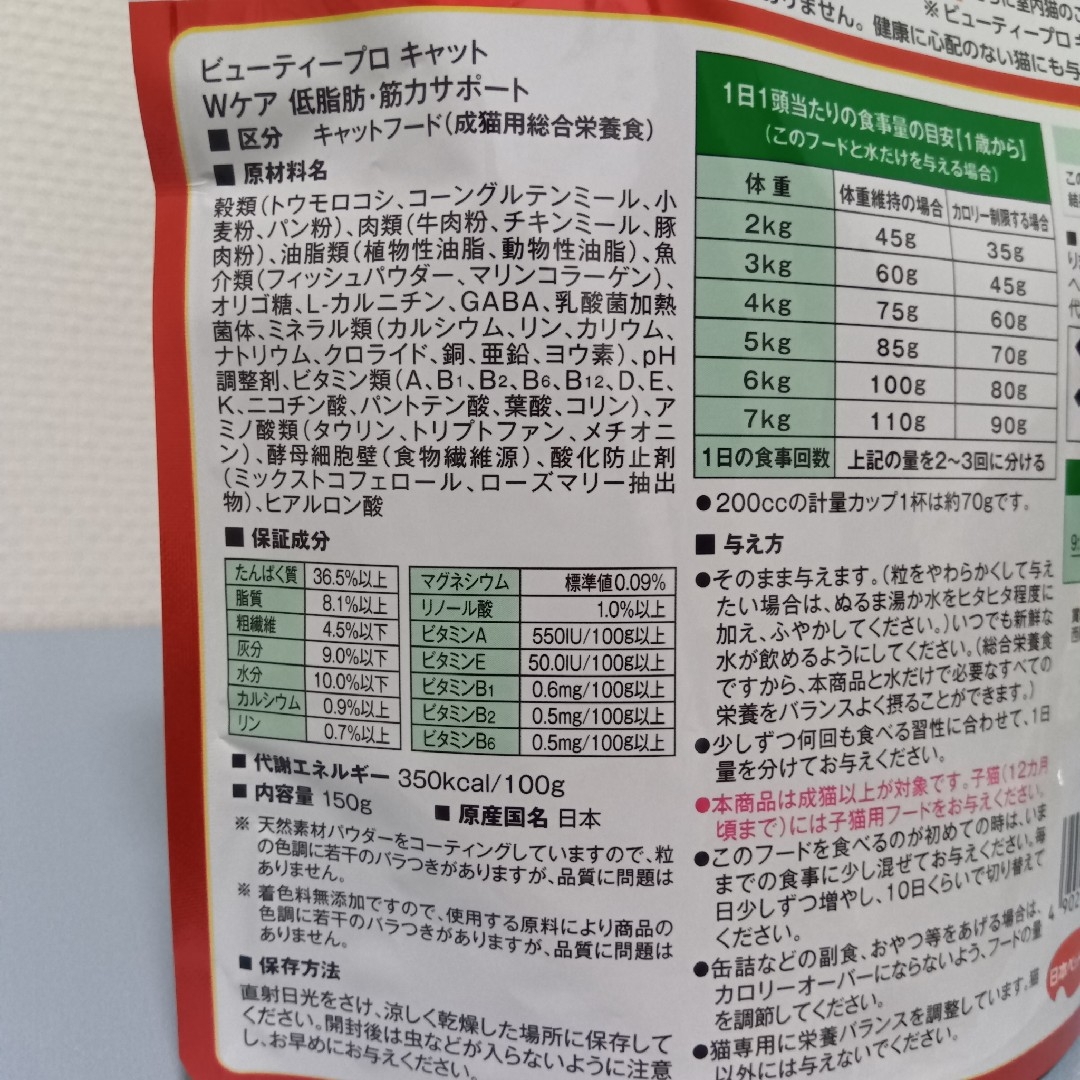 ビューティープロ キャット
Wケア 低脂肪・筋力サポート
■ 区分 キャットフード(成猫用総合栄養食)
■ 原材料名
穀類(トウモロコシ、コーングルテンミール、小
麦粉、パン粉)、肉類(牛肉粉、チキンミール、豚
肉粉)、油脂類(植物性油脂、動物性油脂)、魚
介類(フィッシュパウダー、マリンコラーゲン)、
オリゴ糖、L-カルニチン、GABA、乳酸菌加熱
菌体、ミネラル類(カルシウム、リン、カリウム、
ナトリウム、クロライド、銅、亜鉛、ヨウ素)、pH
調整剤、ビタミン類(A、B1、B2、B6、B12、D、E、
K、ニコチン酸、パントテン酸、葉酸、コリン)、ア
ミノ酸類(タウリン、トリプトファン、メチオニ
ン)、酵母細胞壁(食物繊維源)、酸化防止剤
(ミックストコフェロール、ローズマリー抽出
物)、ヒアルロン酸
■ 保証成分
たんぱく質 36.5%以上
脂質 8.1%以上
粗繊維 4.5%以下
灰分 9.0%以下
水分 10.0%以下
カルシウム 0.9%以上
リン 0.7%以上
マグネシウム 標準値0.09%
リノール酸 1.0%以上
ビタミンA 550IU/100g以上
ビタミンE 50.0IU/100g以上
ビタミンB1 0.6mg/100g以上
ビタミンB2 0.5mg/100g以上
ビタミンB6 0.5mg/100g以上
■ 代謝エネルギー 350kcal/100g
■ 内容量 150g ■ 原産国名 日本
※ 天然素材パウダーをコーティングしていますので、粒
の色調に若干のバラつきがありますが、品質に問題は
ありません。
※ 着色料無添加ですので、使用する原料により商品の
色調に若干のバラつきがありますが、品質に問題は
ありません。
■ 保存方法
直射日光をさけ、涼しく乾燥した場所に保存して
ください。開封後は虫などが入らないように注意
し、お早めにお与えください。
※ビューティープロ
ありません。健康に心配のない猫にも与
1日1頭当たりの食事量の目安【1歳から】
(このフードと水だけを与える場合)
体重 体重維持の場合 カロリー制限する場合
2kg 45g 35g
3kg 60g 45g
4kg 75g 60g
5kg 85g 70g
6kg 100g 80g
7kg 110g 90g
1日の食事回数 上記の量を2~3回に分ける
●200ccの計量カップ1杯は約70gです。
■ 与え方
●そのまま与えます。(粒をやわらかくして与え
たい場合は、ぬるま湯か水をヒタヒタ程度に
加え、ふやかしてください。)いつでも新鮮な
水が飲めるようにしてください。(総合栄養食
ですから、本商品と水だけで必要なすべての
栄養をバランスよく摂ることができます。)
●少しずつ何回も食べる習性に合わせて、1日
量を分けてお与えください。
●本商品は成猫以上が対象です。子猫(12カ月
頃まで)には子猫用フードをお与えください。
●このフードを食べるのが初めての時は、いま
までの食事に少し混ぜてお与えください。毎
日少しずつ増やし、10日くらいで切り替えて
ください。
●缶詰などの副食、おやつ等をあげる場合は、
カロリーオーバーにならないよう、フードの量
を調節してください。
●猫専用に栄養バランスを調整しています。猫
以外には与えないでください。